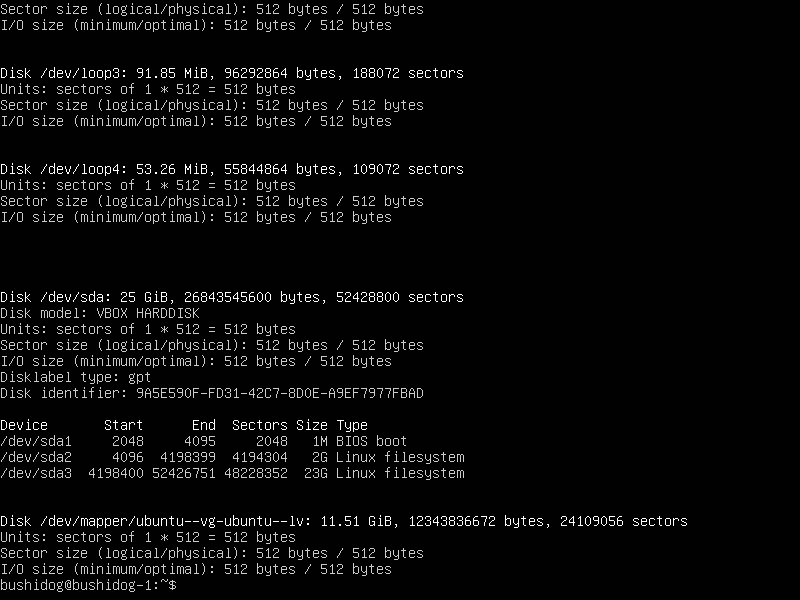 Sector size (logical/physical): 512 bytes / 512 bytes
I/O size (minimum/optimal): 512 bytes / 512 bytes
Disk /dev/loop3: 91.85 MiB, 96292864 bytes, 188072 sectors
Units: sectors of 1 * 512 = 512 bytes
Sector size (logical/physical): 512 bytes / 512 bytes
I/O size (minimum/optimal): 512 bytes / 512 bytes
Disk /dev/loop4: 53.26 MiB, 55844864 bytes, 109072 sectors
Units: sectors of 1 * 512 = 512 bytes
Sector size (logical/physical): 512 bytes / 512 bytes
I/O size (minimum/optimal): 512 bytes / 512 bytes
Disk /dev/sda: 25 GiB, 26843545600 bytes, 52428800 sectors
Disk model: VBOX HARDDISK
Units: sectors of 1 * 512 = 512 bytes
Sector size (logical/physical): 512 bytes / 512 bytes
I/O size (minimum/optimal): 512 bytes / 512 bytes
Disklabel type: gpt
Disk identifier: 9A5E590F-FD31-42C7-8D0E-A9EF7977FBAD
Device       Start      End  Sectors Size Type
/dev/sda1     2048     4095     2048   1M BIOS boot
/dev/sda2     4096  4198399  4194304   2G Linux filesystem
/dev/sda3  4198400 52426751 48228352  23G Linux filesystem
Disk /dev/mapper/ubuntu--vg-ubuntu--lv: 11.51 GiB, 12343836672 bytes, 24109056 sectors
Units: sectors of 1 * 512 = 512 bytes
Sector size (logical/physical): 512 bytes / 512 bytes
I/O size (minimum/optimal): 512 bytes / 512 bytes
bushidog@bushidog-1:~$